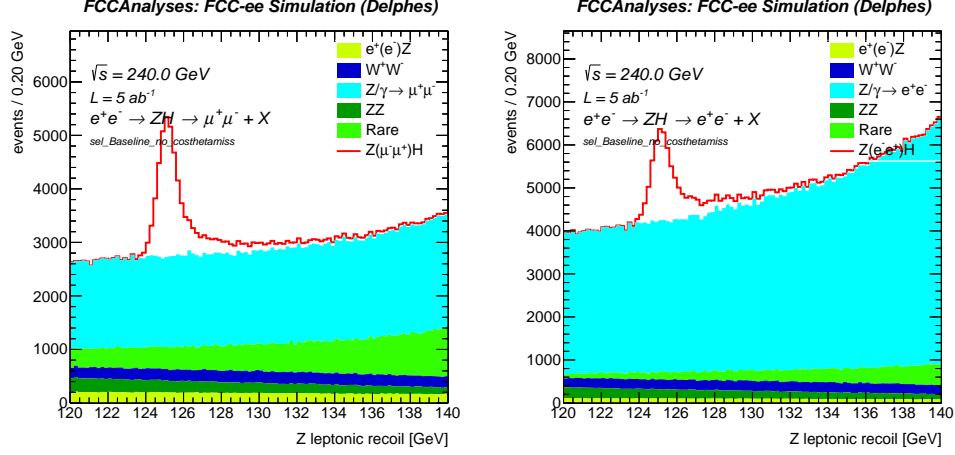 FCCAnalyses: FCC-ee Simulation (Delphes)
events / 0.20 GeV
√s = 240.0 GeV
L = 5 ab⁻¹
e⁺e⁻ → ZH → μ⁺μ⁻ + X
sel_Baseline_no_costhetamiss
e⁺(e⁻)Z
W⁺W⁻
Z/γ→ μ⁺μ⁻
ZZ
Rare
Z(μ⁻μ⁺)H
6000
5000
4000
3000
2000
1000
0
120 122 124 126 128 130 132 134 136 138 140
Z leptonic recoil [GeV]
FCCAnalyses: FCC-ee Simulation (Delphes)
events / 0.20 GeV
√s = 240.0 GeV
L = 5 ab⁻¹
e⁺e⁻ → ZH → e⁺e⁻ + X
sel_Baseline_no_costhetamiss
e⁺(e⁻)Z
W⁺W⁻
Z/γ→ e⁺e⁻
ZZ
Rare
Z(e⁻e⁺)H
8000
7000
6000
5000
4000
3000
2000
1000
0
120 122 124 126 128 130 132 134 136 138 140
Z leptonic recoil [GeV]